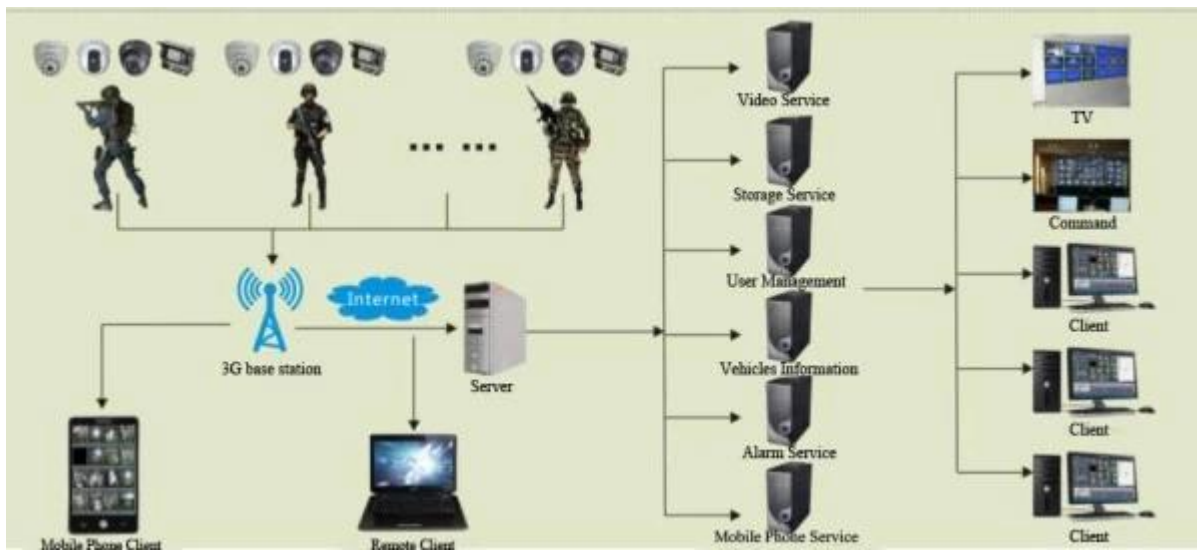 Video Service
TV
Storage Service
Command
Internet
User Management
3G base station
Server
Vehicles Information
Client
Client
Alarm Service
Mobile Phone Client
Remote Client
Mobile Phone Service
Client